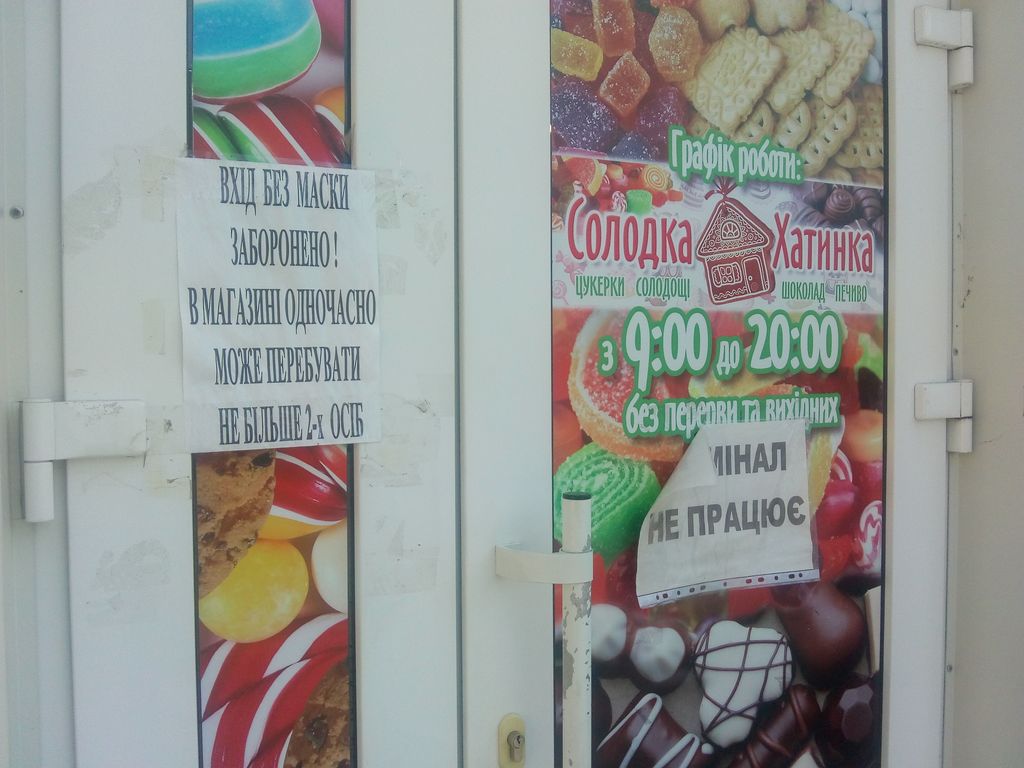 ВХІД БЕЗ МАСКИ
ЗАБОРОНЕНО!
В МАГАЗИНІ ОДНОЧАСНО
МОЖЕ ПЕРЕБУВАТИ
НЕ БІЛЬШЕ 2-х ОСІБ
Графік роботи:
Солодка Хатинка
ЦУКЕРКИ СОЛОДОЩІ ШОКОЛАД ПЕЧИВО
з 9:00 до 20:00
без перерви та вихідних
МІНАЛ
НЕ ПРАЦЮЄ